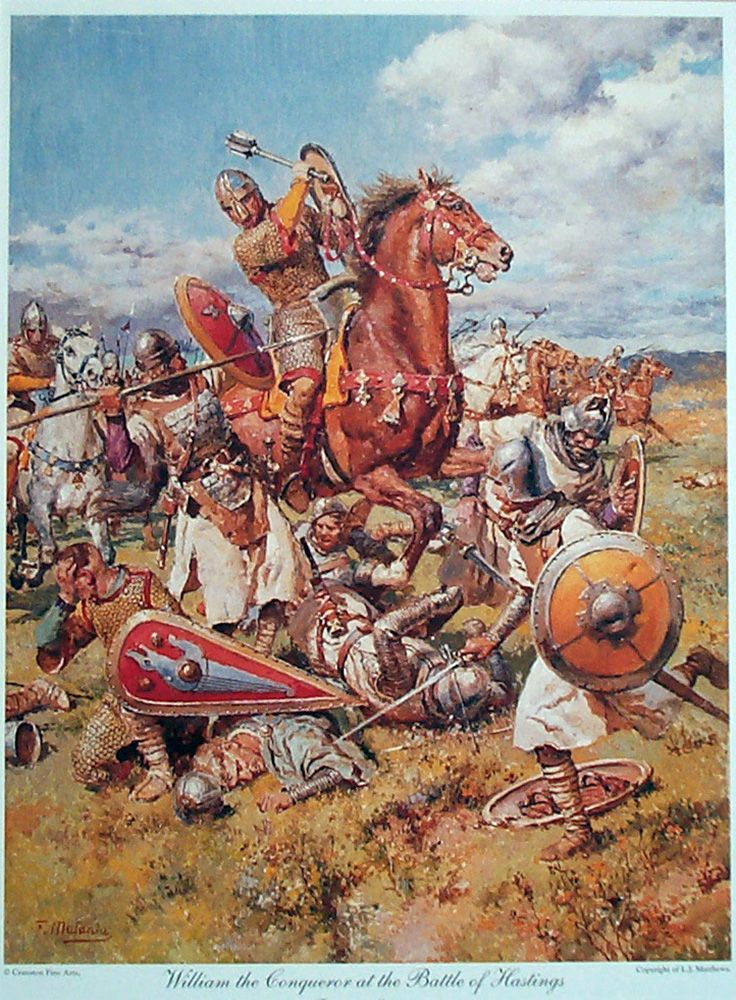 F. Matania
© Cranston Fine Arts.
William the Conqueror at the Battle of Hastings
Copyright of L.J. Matthews.